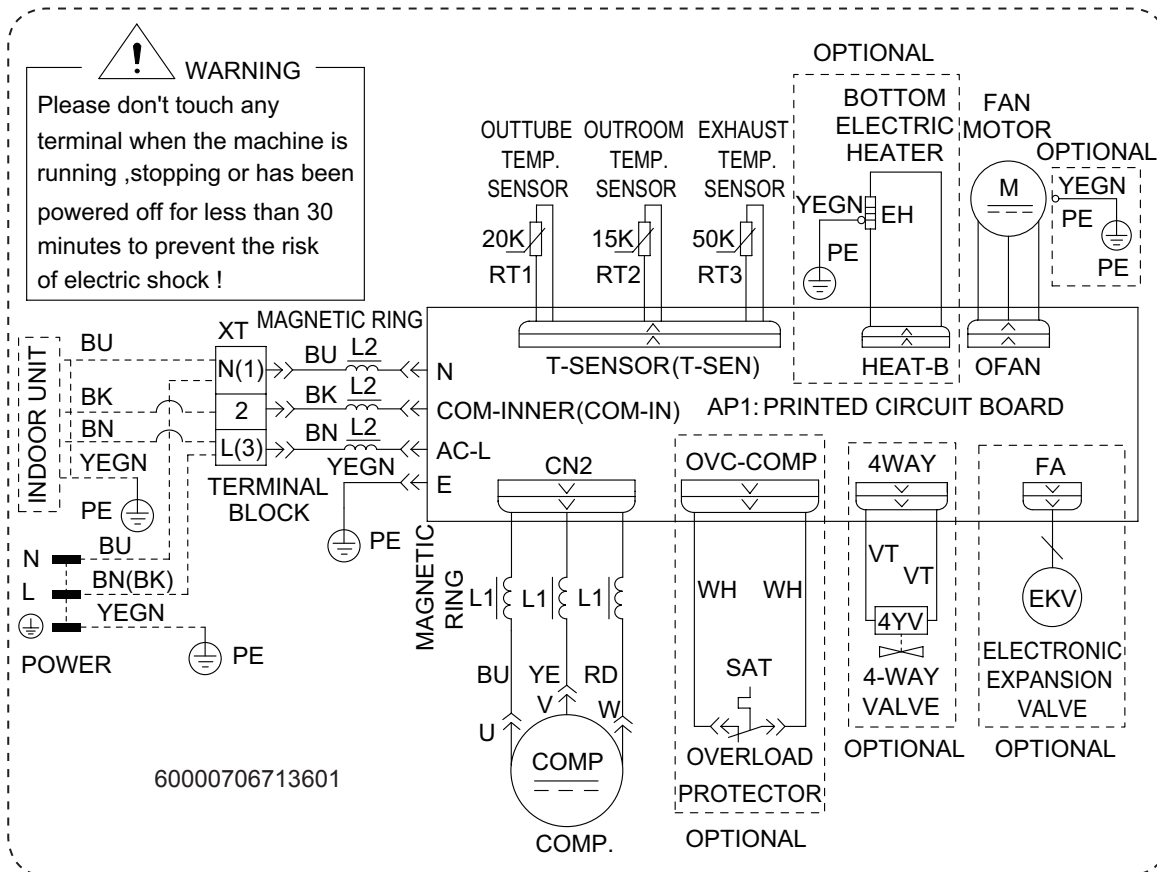 WARNING
Please don't touch any
terminal when the machine is
running ,stopping or has been
powered off for less than 30
minutes to prevent the risk
of electric shock !
OPTIONAL
BOTTOM
ELECTRIC
HEATER
FAN
MOTOR
OPTIONAL
OUTTUBE
TEMP.
SENSOR
OUTROOM
TEMP.
SENSOR
EXHAUST
TEMP.
SENSOR
20K
RT1
15K
RT2
50K
RT3
YEGN
EH
PE
M
YEGN
PE
PE
INDOOR UNIT
BU
BK
BN
YEGN
PE
XT
N(1)
2
L(3)
TERMINAL
BLOCK
MAGNETIC RING
BU
L2
BK
L2
BN
L2
YEGN
PE
N
COM-INNER(COM-IN)
AC-L
E
T-SENSOR(T-SEN)
HEAT-B
OFAN
AP1: PRINTED CIRCUIT BOARD
CN2
OVC-COMP
4WAY
FA
N
L
BU
BN(BK)
YEGN
PE
POWER
MAGNETIC
RING
L1
L1
L1
BU
YE
RD
U
V
W
COMP
COMP.
WH
WH
SAT
OVERLOAD
PROTECTOR
OPTIONAL
VT
VT
4YV
4-WAY
VALVE
OPTIONAL
EKV
ELECTRONIC
EXPANSION
VALVE
OPTIONAL
60000706713601